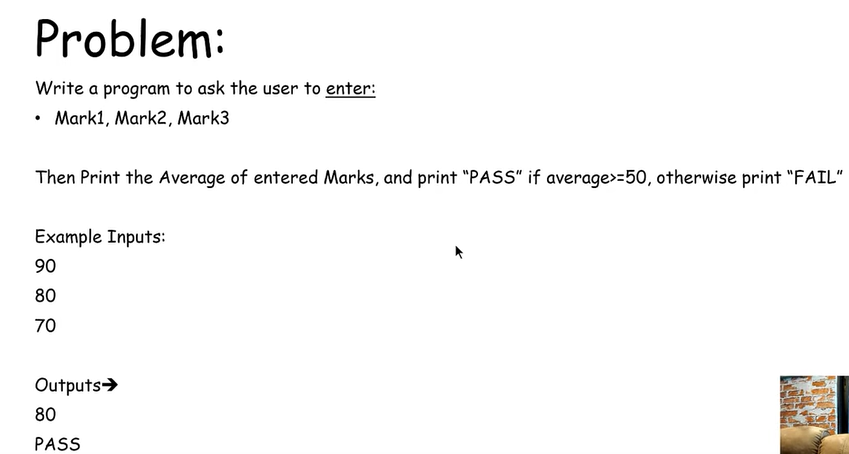 Problem:
Write a program to ask the user to enter:
• Mark1, Mark2, Mark3
Then Print the Average of entered Marks, and print “PASS” if average>=50, otherwise print “FAIL”
Example Inputs:
90
80
70
Outputs➔
80
PASS